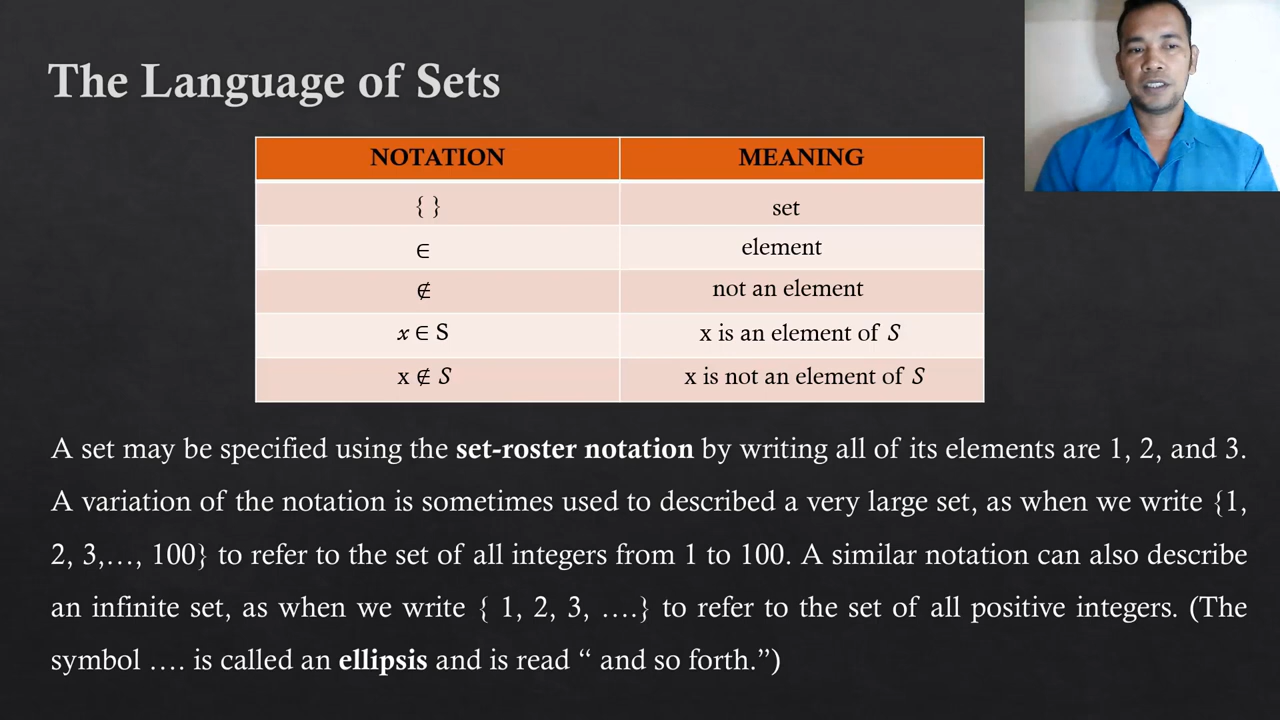 The Language of Sets
NOTATION MEANING
{ } set
∈ element
∉ not an element
x ∈ S x is an element of S
x ∉ S x is not an element of S
A set may be specified using the set-roster notation by writing all of its elements are 1, 2, and 3.
A variation of the notation is sometimes used to described a very large set, as when we write {1,
2, 3,…, 100} to refer to the set of all integers from 1 to 100. A similar notation can also describe
an infinite set, as when we write { 1, 2, 3, ….} to refer to the set of all positive integers. (The
symbol …. is called an ellipsis and is read “ and so forth.”)